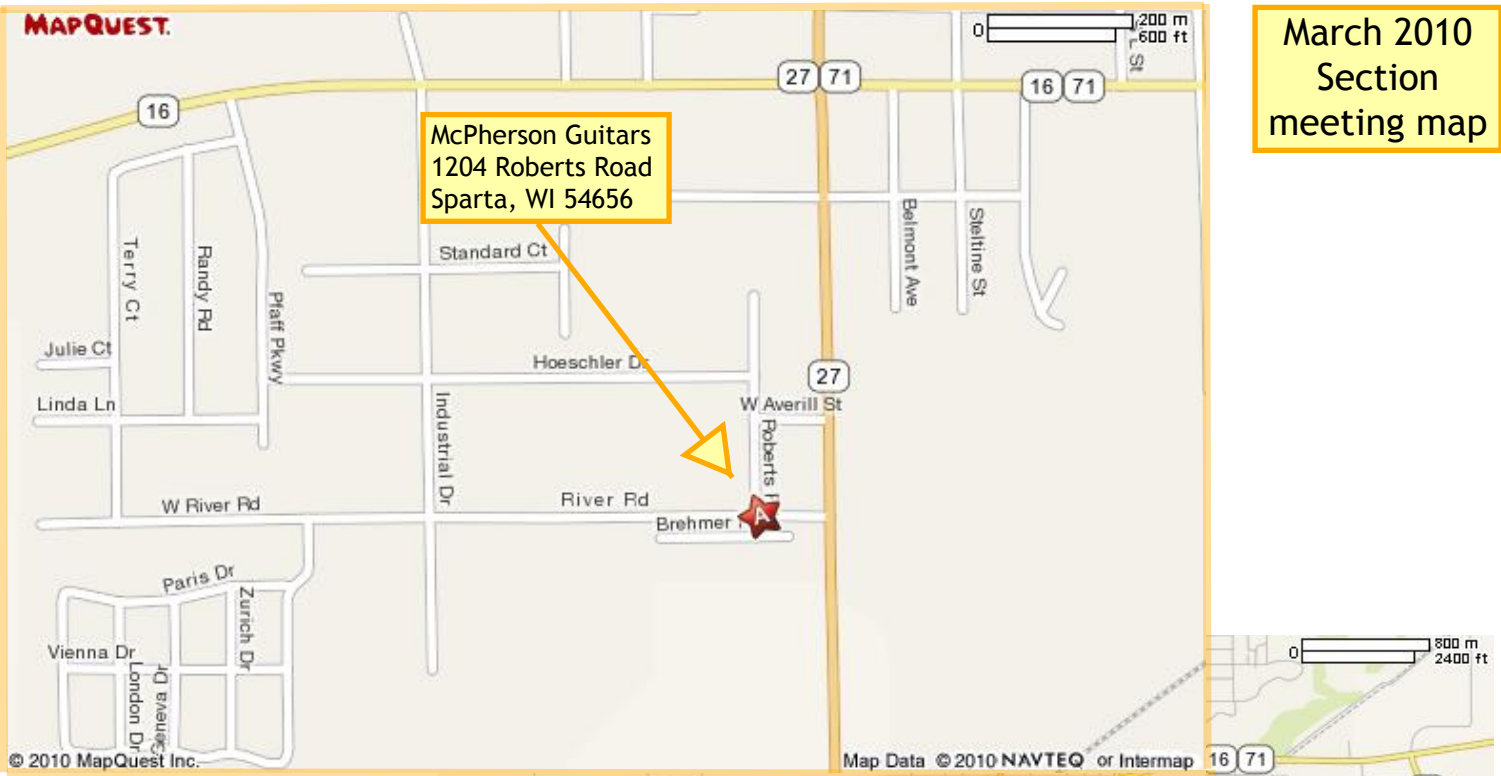 MAPQUEST.
0
200 m
600 ft
March 2010
Section
meeting map
27
71
16
71
16
McPherson Guitars
1204 Roberts Road
Sparta, WI 54656
Terry Ct
Randy Rd
Pfaff Pkwy
Standard Ct
Belmont Ave
Steltine St
Julie Ct
Hoeschler Dr
27
Linda Ln
W Averill St
Industrial Dr
Roberts
W River Rd
River Rd
Brehmer
A
Paris Dr
Zurich Dr
Vienna Dr
London Dr
Geneva Dr
0
800 m
2400 ft
© 2010 MapQuest Inc.
Map Data © 2010 NAVTEQ or Intermap
16
71